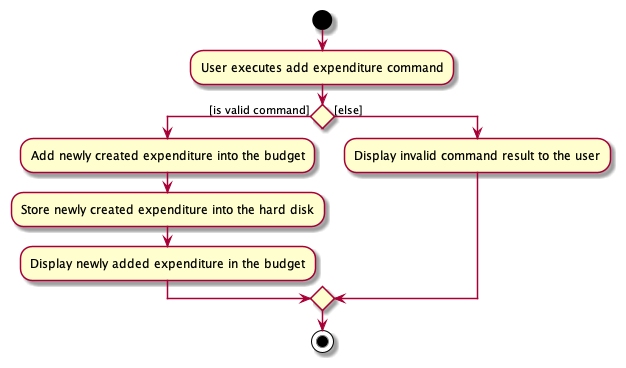 User executes add expenditure command
[is valid command]
[else]
Add newly created expenditure into the budget
Display invalid command result to the user
Store newly created expenditure into the hard disk
Display newly added expenditure in the budget